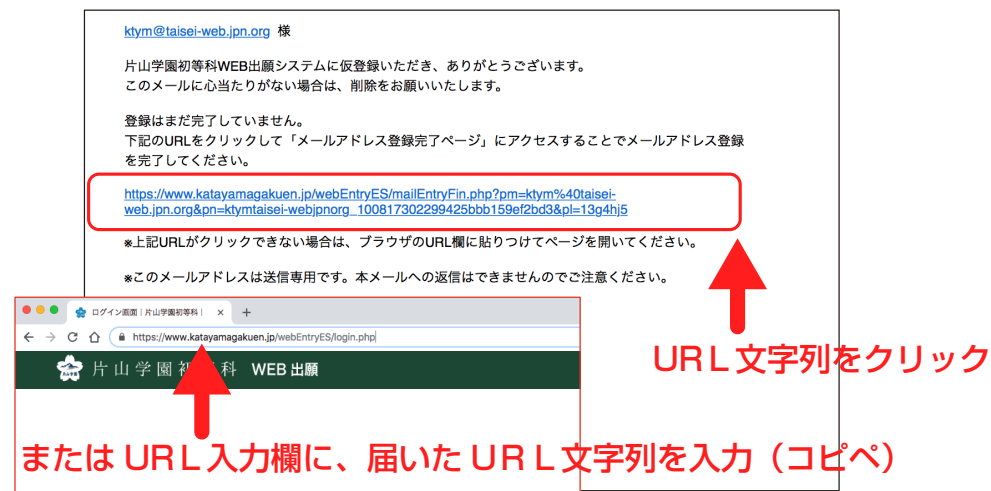 ktym@taisei-web.jpn.org 様
片山学園初等科WEB出願システムに仮登録いただき、ありがとうございます。
このメールに心当たりがない場合は、削除をお願いいたします。
登録はまだ完了していません。
下記のURLをクリックして「メールアドレス登録完了ページ」にアクセスすることでメールアドレス登録
を完了してください。
https://www.katayamagakuen.jp/webEntryES/mailEntryFin.php?pm=ktym%40taisei-
web.jpn.org&pn=ktymtaisei-webjpnorg_100817302299425bbb159ef2bd3&pl=13g4hj5
※上記URLがクリックできない場合は、ブラウザのURL欄に貼りつけてページを開いてください。
※このメールアドレスは送信専用です。本メールへの返信はできませんのでご注意ください。
ログイン画面｜片山学園初等科｜
https://www.katayamagakuen.jp/webEntryES/login.php
片山学園初等科 WEB 出願
URL文字列をクリック
または URL入力欄に、届いた URL文字列を入力（コピペ）